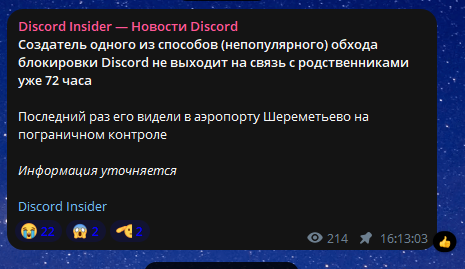 Discord Insider — Новости Discord
Создатель одного из способов (непопулярного) обхода
блокировки Discord не выходит на связь с родственниками
уже 72 часа
Последний раз его видели в аэропорту Шереметьево на
пограничном контроле
Информация уточняется
Discord Insider
22 2 2
214 16:13:03